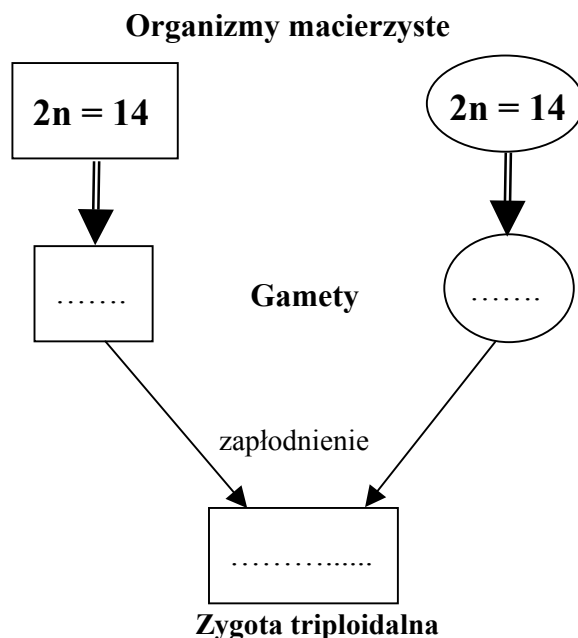 Organizmy macierzyste
2n = 14
2n = 14
…….
Gamety
…….
zapłodnienie
………......
Zygota triploidalna